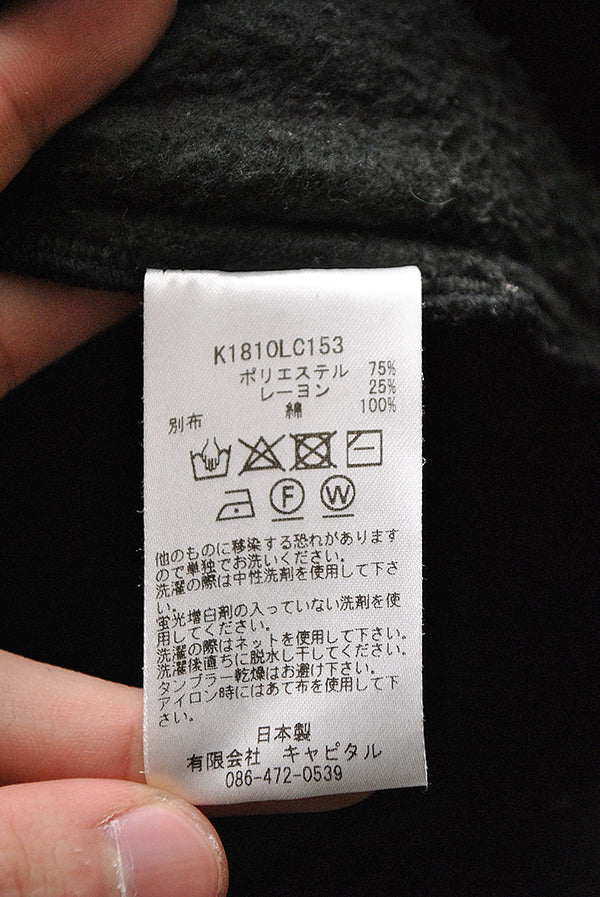 K1810LC153
ポリエステル 75%
レーヨン 25%
別布 綿 100%
F W
他のものに移染する恐れがあります
ので単独でお洗いください。
洗濯の際は中性洗剤を使用して下さ
い。
蛍光増白剤の入っていない洗剤を使
用してください。
洗濯の際はネットを使用して下さい。
洗濯後直ちに脱水し干してください。
タンブラー乾燥はお避け下さい。
アイロン時にはあて布を使用して下
さい。
日本製
有限会社 キャピタル
086-472-0539